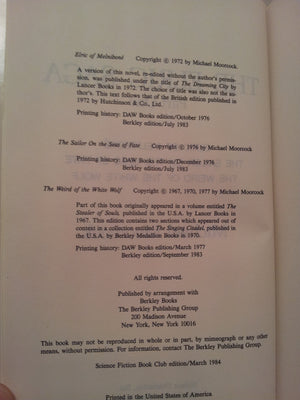 Elric of Melniboné Copyright © 1972 by Michael Moorcock
A version of this novel, re-edited without the author's permis-
sion, was published under the title of The Dreaming City by
Lancer Books in 1972. The choice of title was also not the au-
thor's. This text follows that of the British edition published in
1972 by Hutchinson & Co., Ltd.
Printing history: DAW Books edition/October 1976
Berkley edition/July 1983
The Sailor On the Seas of Fate Copyright © 1976 by Michael Moorcock
Printing history: DAW Books edition/December 1976
Berkley edition/July 1983
The Weird of the White Wolf Copyright © 1967, 1970, 1977 by Michael Moorcock
Part of this book originally appeared in a volume entitled The
Stealer of Souls, published in the U.S.A. by Lancer Books in
1967. This edition contains two sections which appeared out of
context in a collection entitled The Singing Citadel, published in
the U.S.A. by Berkley Medallion Books in 1970.
Printing history: DAW Books edition/March 1977
Berkley edition/September 1983
All rights reserved.
Published by arrangement with
Berkley Books
The Berkley Publishing Group
200 Madison Avenue
New York, New York 10016
This book may not be reproduced in whole or in part, by mimeograph or any other
means, without permission. For information, contact The Berkley Publishing Group.
Science Fiction Book Club edition/March 1984
Printed in the United States of America